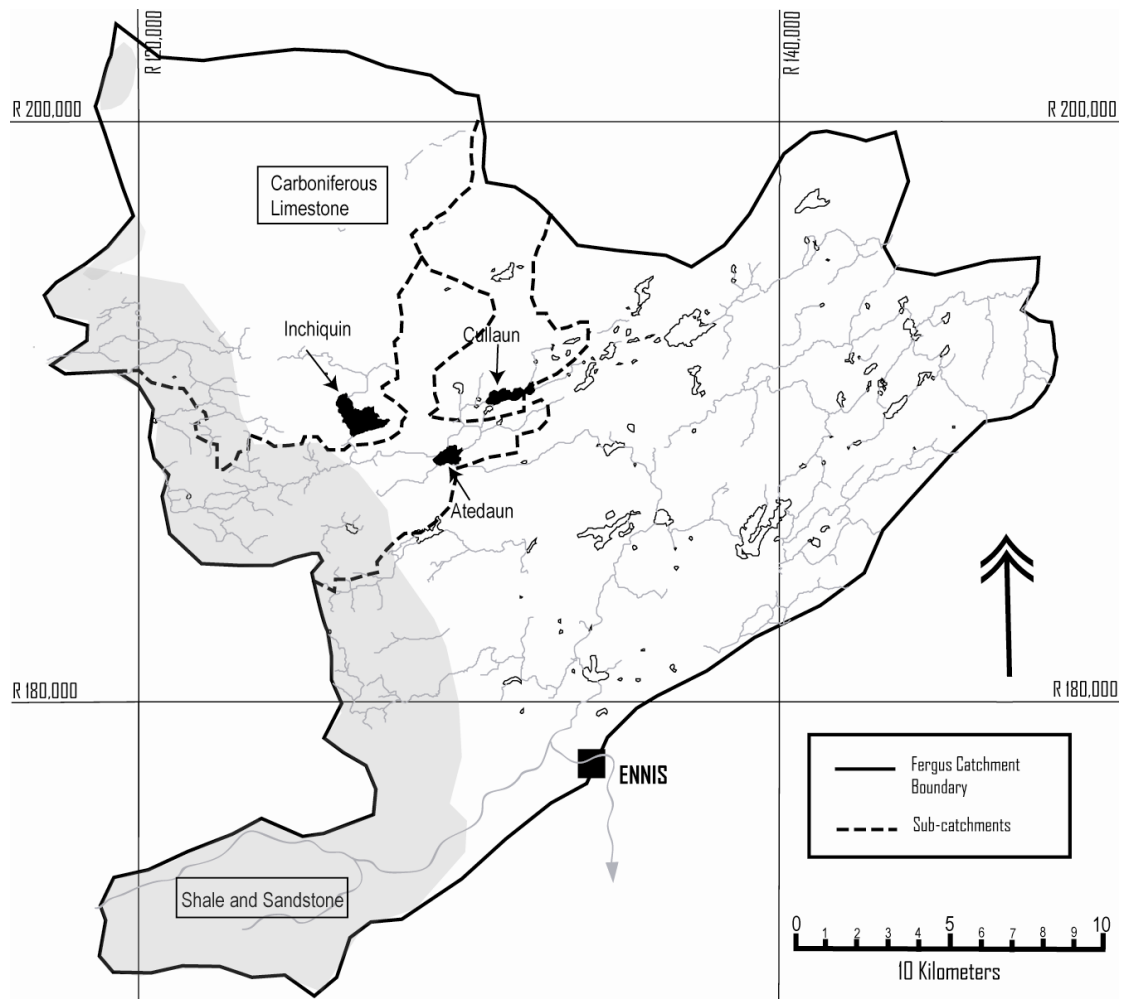 R 120,000
R 140,000
R 200,000
R 200,000
Carboniferous
Limestone
Inchiquin
Cullaun
Atedaun
R 180,000
R 180,000
ENNIS
Fergus Catchment
Boundary
Sub-catchments
Shale and Sandstone
0 1 2 3 4 5 6 7 8 9 10
10 Kilometers